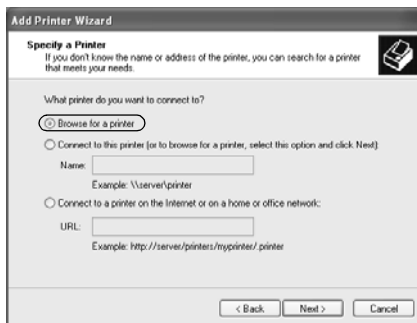 Add Printer Wizard
Specify a Printer
If you don't know the name or address of the printer, you can search for a printer
that meets your needs.
What printer do you want to connect to?
Browse for a printer
Connect to this printer (or to browse for a printer, select this option and click Next):
Name:
Example: \\server\printer
Connect to a printer on the Internet or on a home or office network:
URL:
Example: http://server/printers/myprinter/.printer
< Back
Next >
Cancel